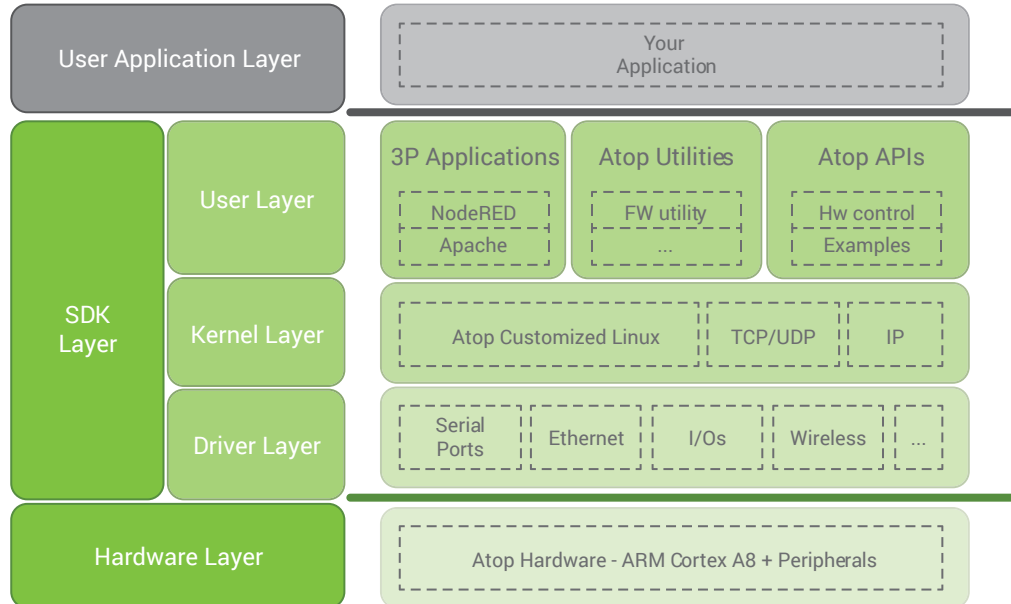 User Application Layer
Your
Application
SDK
Layer
User Layer
3P Applications
NodeRED
Apache
Atop Utilities
FW utility
...
Atop APIs
Hw control
Examples
Kernel Layer
Atop Customized Linux
TCP/UDP
IP
Driver Layer
Serial
Ports
Ethernet
I/Os
Wireless
...
Hardware Layer
Atop Hardware - ARM Cortex A8 + Peripherals